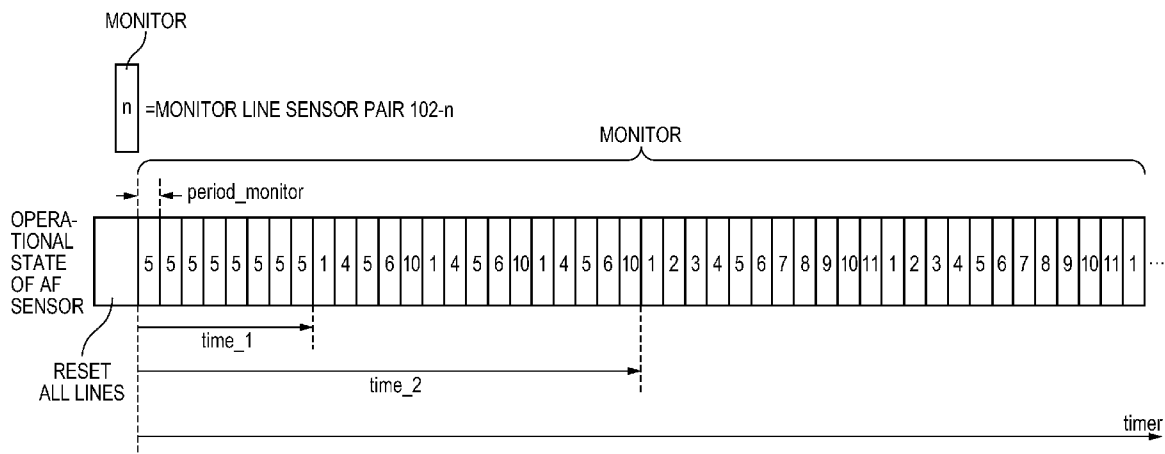 MONITOR
n =MONITOR LINE SENSOR PAIR 102-n
MONITOR
period_monitor
OPERA-
TIONAL
STATE
OF AF
SENSOR
5 5 5 5 5 5 5 5 1 4 5 6 10 1 4 5 6 10 1 4 5 6 10 1 2 3 4 5 6 7 8 9 10 11 1 2 3 4 5 6 7 8 9 10 11 1 ...
time_1
RESET
ALL LINES
time_2
timer